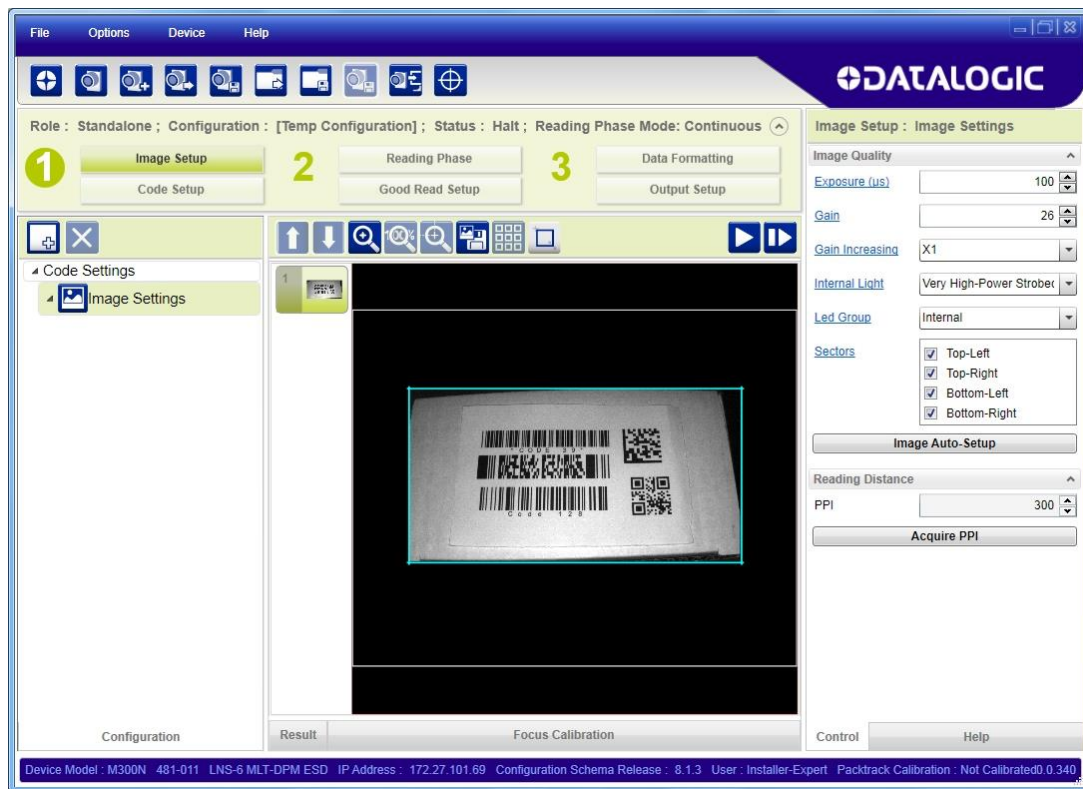 File Options Device Help
DATALOGIC
Role : Standalone ; Configuration : [Temp Configuration] ; Status : Halt ; Reading Phase Mode: Continuous
1 Image Setup 2 Reading Phase 3 Data Formatting
Code Setup Good Read Setup Output Setup
Code Settings
Image Settings
1
"CODE 39"
Code 128
Configuration
Result Focus Calibration
Image Setup : Image Settings
Image Quality
Exposure (µs) 100
Gain 26
Gain Increasing X1
Internal Light Very High-Power Strobed
Led Group Internal
Sectors Top-Left
Top-Right
Bottom-Left
Bottom-Right
Image Auto-Setup
Reading Distance
PPI 300
Acquire PPI
Control Help
Device Model : M300N 481-011 LNS-6 MLT-DPM ESD IP Address : 172.27.101.69 Configuration Schema Release : 8.1.3 User : Installer-Expert Packtrack Calibration : Not Calibrated0.0.340